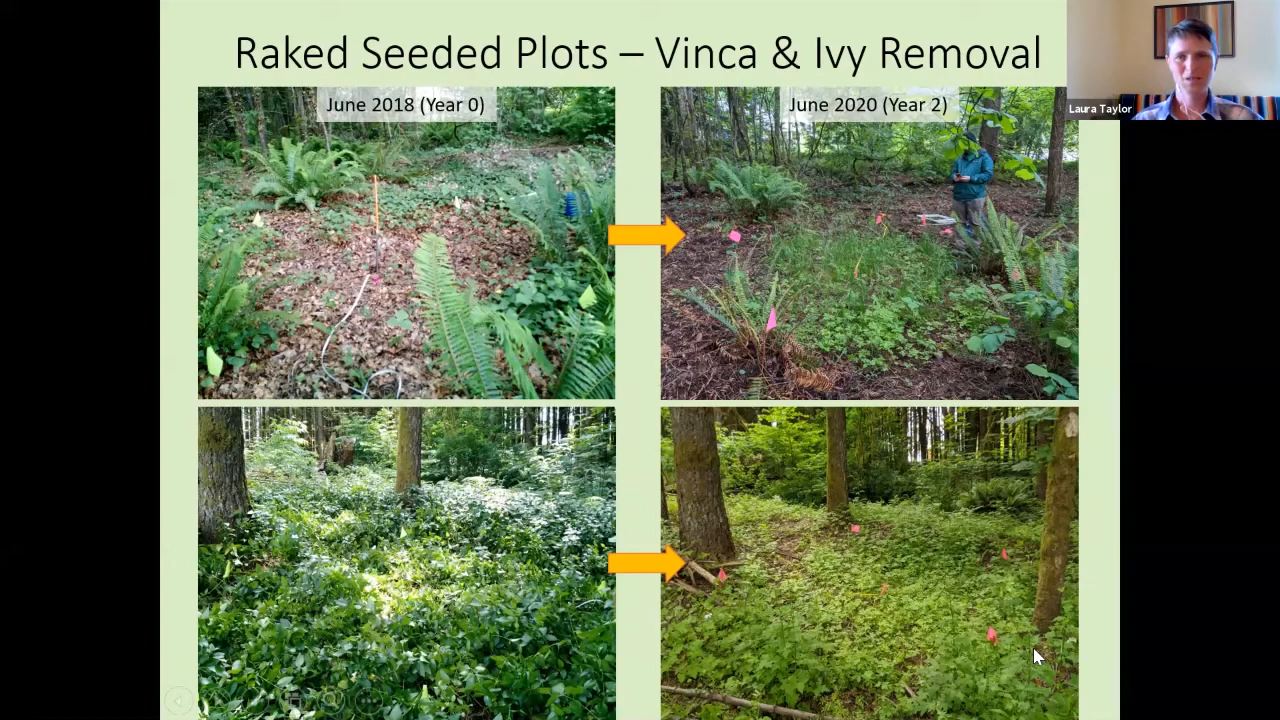 Raked Seeded Plots – Vinca & Ivy Removal
Laura Taylor
June 2018 (Year 0)
June 2020 (Year 2)